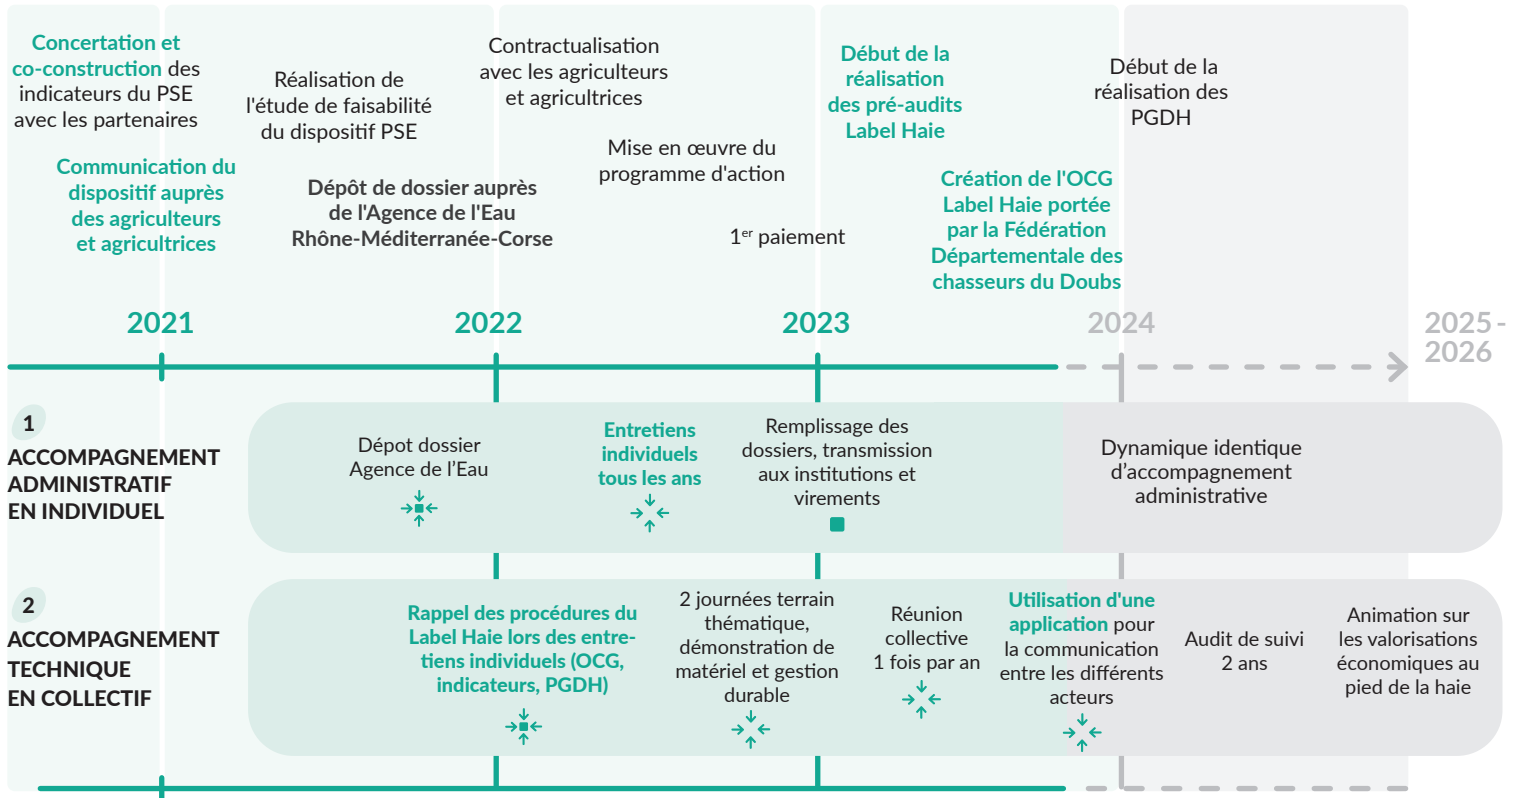 Concertation et
co-construction des
indicateurs du PSE
avec les partenaires
Communication du
dispositif auprès
des agriculteurs
et agricultrices
Réalisation de
l'étude de faisabilité
du dispositif PSE
Dépôt de dossier auprès
de l'Agence de l'Eau
Rhône-Méditerranée-Corse
Contractualisation
avec les agriculteurs
et agricultrices
Mise en œuvre du
programme d'action
1er paiement
Début de la
réalisation
des pré-audits
Label Haie
Création de l'OCG
Label Haie portée
par la Fédération
Départementale des
chasseurs du Doubs
Début de la
réalisation des
PGDH
2021
2022
2023
2024
2025 -
2026
1
ACCOMPAGNEMENT
ADMINISTRATIF
EN INDIVIDUEL
Dépot dossier
Agence de l’Eau
Entretiens
individuels
tous les ans
Remplissage des
dossiers, transmission
aux institutions et
virements
Dynamique identique
d’accompagnement
administrative
2
ACCOMPAGNEMENT
TECHNIQUE
EN COLLECTIF
Rappel des procédures du
Label Haie lors des entre-
tiens individuels (OCG,
indicateurs, PGDH)
2 journées terrain
thématique,
démonstration de
matériel et gestion
durable
Réunion
collective
1 fois par an
Utilisation d'une
application pour
la communication
entre les différents
acteurs
Audit de suivi
2 ans
Animation sur
les valorisations
économiques au
pied de la haie